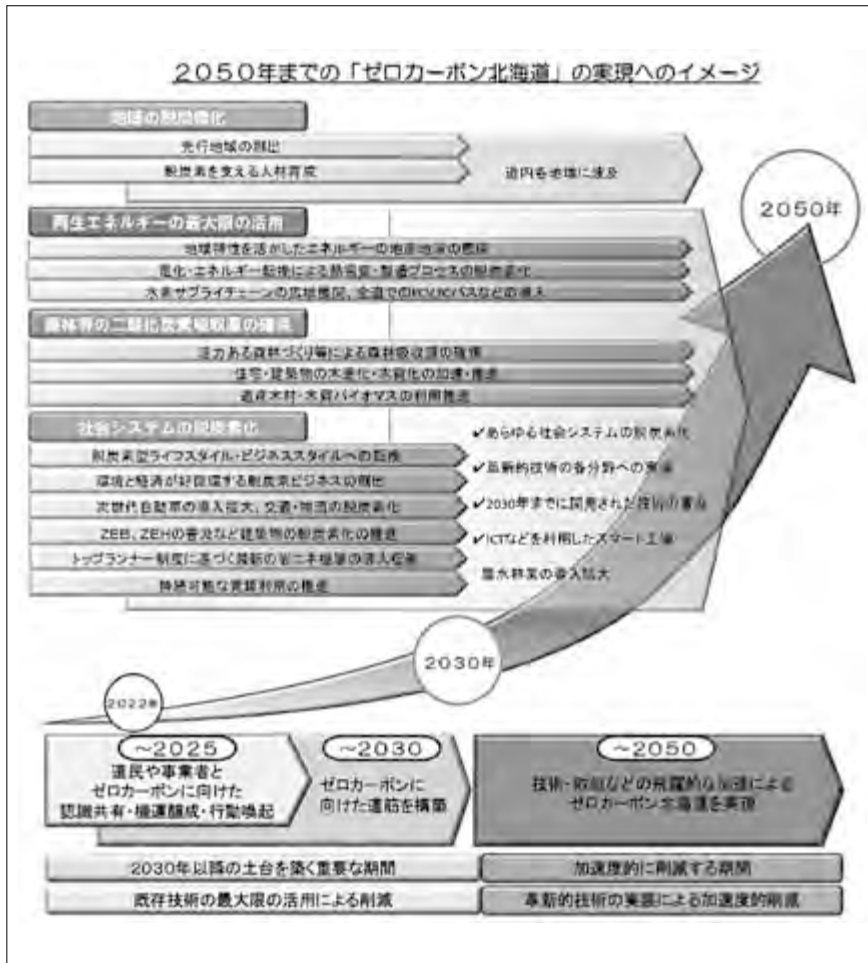 2050年までの「ゼロカーボン北海道」の実現へのイメージ
地域の脱炭素化
先行地域の創出
脱炭素を支える人材育成
道内各地域に波及
再生エネルギーの最大限の活用
地域特性を活かしたエネルギーの地産地消の展開
電化・エネルギー転換による熱需要・製造プロセスの脱炭素化
水素サプライチェーンの広域展開、全道での
バスなどの導入
森林等の二酸化炭素吸収源の確保
活力ある森林づくり等による森林吸収源の確保
住宅・建築物の木造化・木質化の加速・推進
道産木材・木質バイオマスの利用推進
社会システムの脱炭素化
脱炭素型ライフスタイル・ビジネススタイルへの転換
環境と経済が好循環する脱炭素ビジネスの創出
次世代自動車の導入拡大、交通・物流の脱炭素化
ZEB、ZEHの普及など建築物の脱炭素化の推進
トップランナー制度に基づく最新の省エネ機器の導入促進
持続可能な資源利用の推進
✓あらゆる社会システムの脱炭素化
✓革新的技術の各分野への実装
✓2030年までに開発された技術の普及
✓ICTなどを利用したスマート工場
農水林業の導入拡大
2050年
2030年
2022年
～2025
道民や事業者と
ゼロカーボンに向けた
認識共有・機運醸成・行動喚起
～2030
ゼロカーボンに
向けた道筋を構築
～2050
技術・取組などの飛躍的な加速による
ゼロカーボン北海道を実現
2030年以降の土台を築く重要な期間
加速度的に削減する期間
既存技術の最大限の活用による削減
革新的技術の実装による加速度的削減